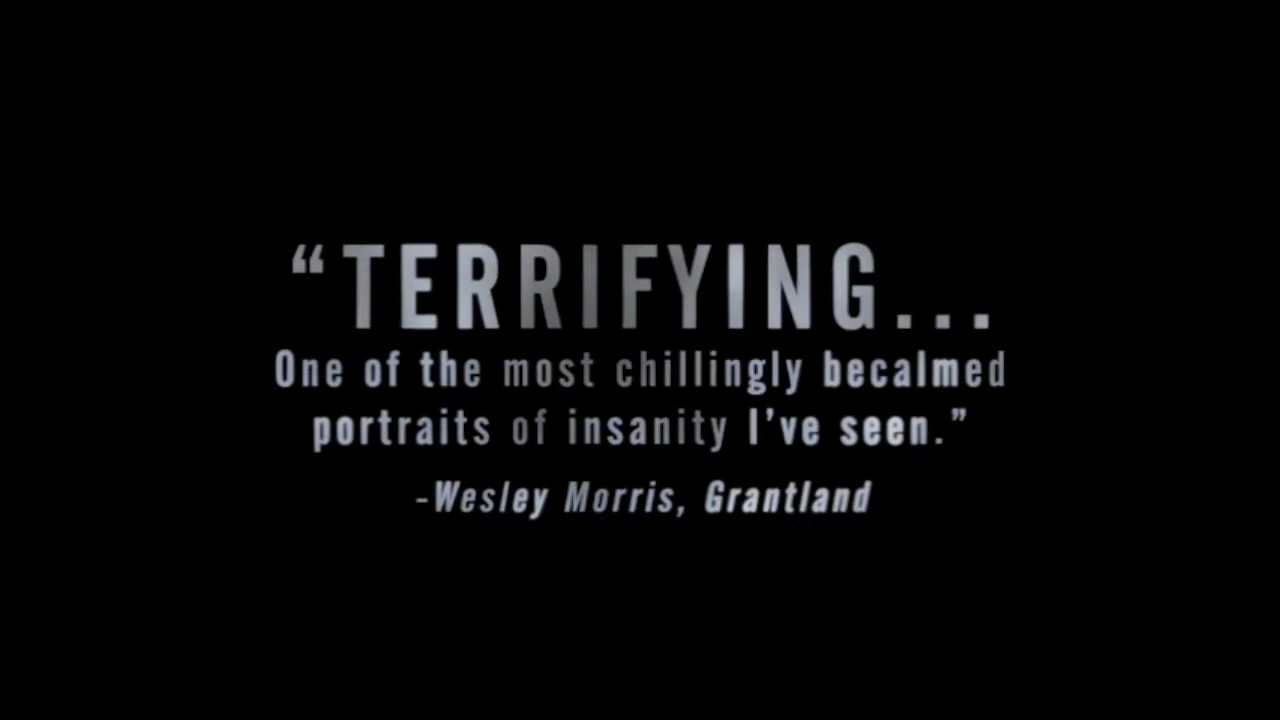 “TERRIFYING...
One of the most chillingly becalmed
portraits of insanity I’ve seen.”
-Wesley Morris, Grantland